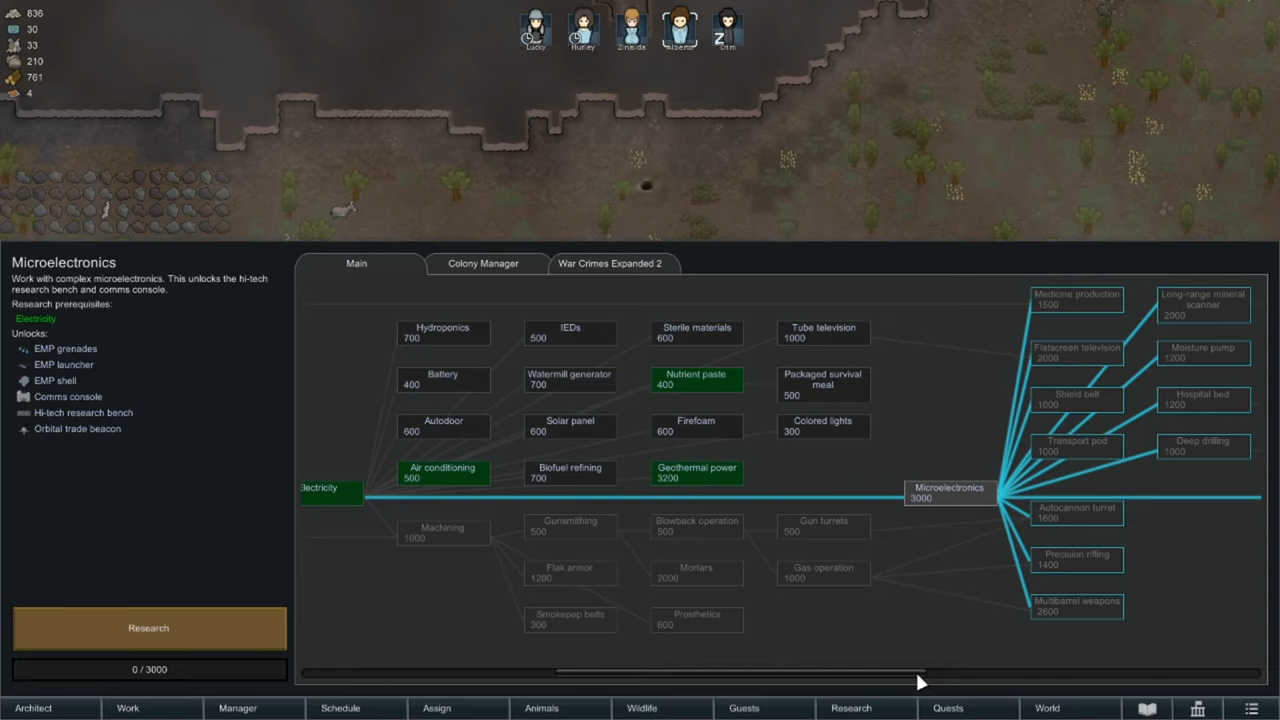 836
30
33
210
761
4
Lucky
Hurley
Zinaida
Alberto
Z
Erim
Microelectronics
Work with complex microelectronics. This unlocks the hi-tech
research bench and comms console.
Research prerequisites:
Electricity
Unlocks:
EMP grenades
EMP launcher
EMP shell
Comms console
Hi-tech research bench
Orbital trade beacon
Research
0 / 3000
Main
Colony Manager
War Crimes Expanded 2
Hydroponics
700
IEDs
500
Sterile materials
600
Tube television
1000
Battery
400
Watermill generator
700
Nutrient paste
400
Packaged survival
meal
500
Autodoor
600
Solar panel
600
Firefoam
600
Colored lights
300
Air conditioning
500
Biofuel refining
700
Geothermal power
3200
Electricity
Microelectronics
3000
Machining
1000
Gunsmithing
500
Blowback operation
500
Gun turrets
500
Flak armor
1200
Mortars
2000
Gas operation
1000
Smokepop belts
300
Prosthetics
600
Medicine production
1500
Long-range mineral
scanner
2000
Flatscreen television
2000
Moisture pump
1200
Shield belt
1000
Hospital bed
1200
Transport pod
1000
Deep drilling
1000
Autocannon turret
1600
Precision rifling
1400
Multibarrel weapons
2600
Architect
Work
Manager
Schedule
Assign
Animals
Wildlife
Guests
Research
Quests
World